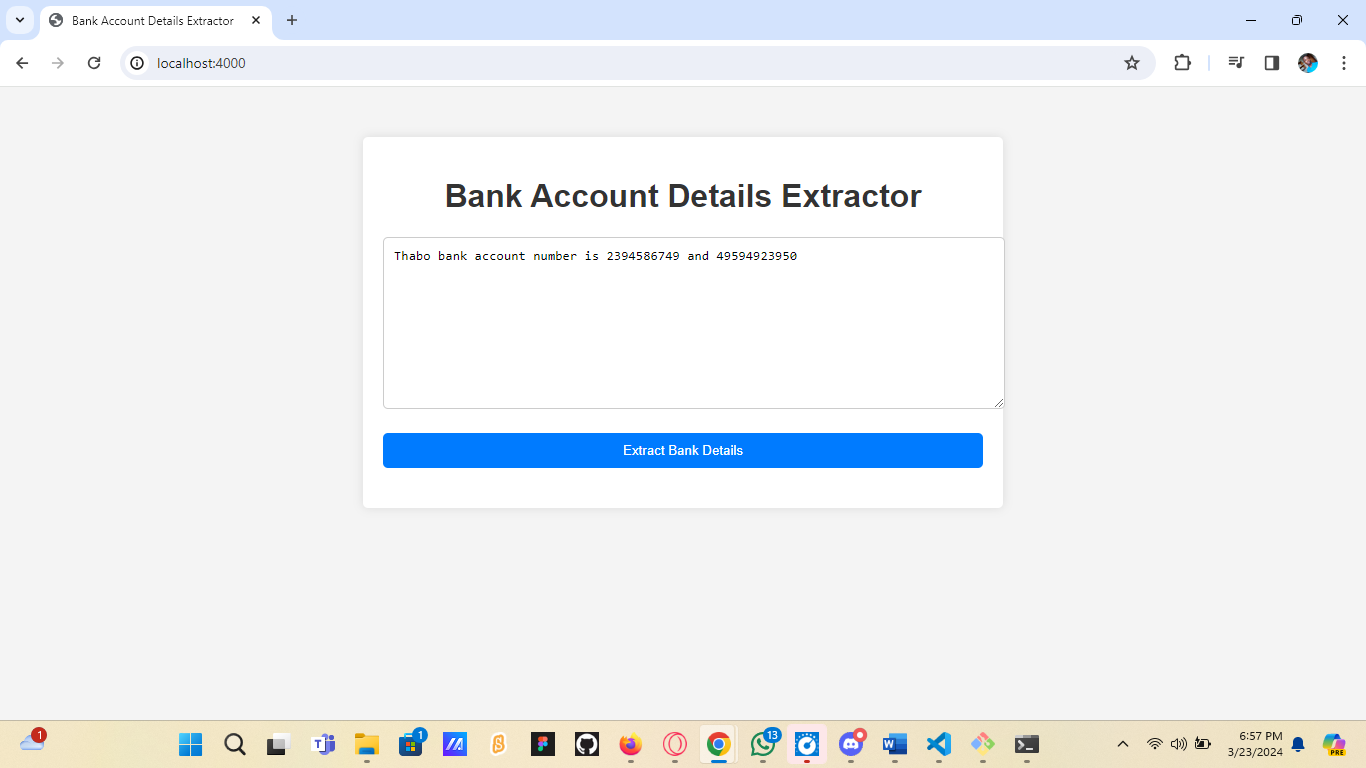 Bank Account Details Extractor
localhost:4000
Bank Account Details Extractor
Thabo bank account number is 2394586749 and 49594923950
Extract Bank Details
1
1
13
6:57 PM
3/23/2024
PRE